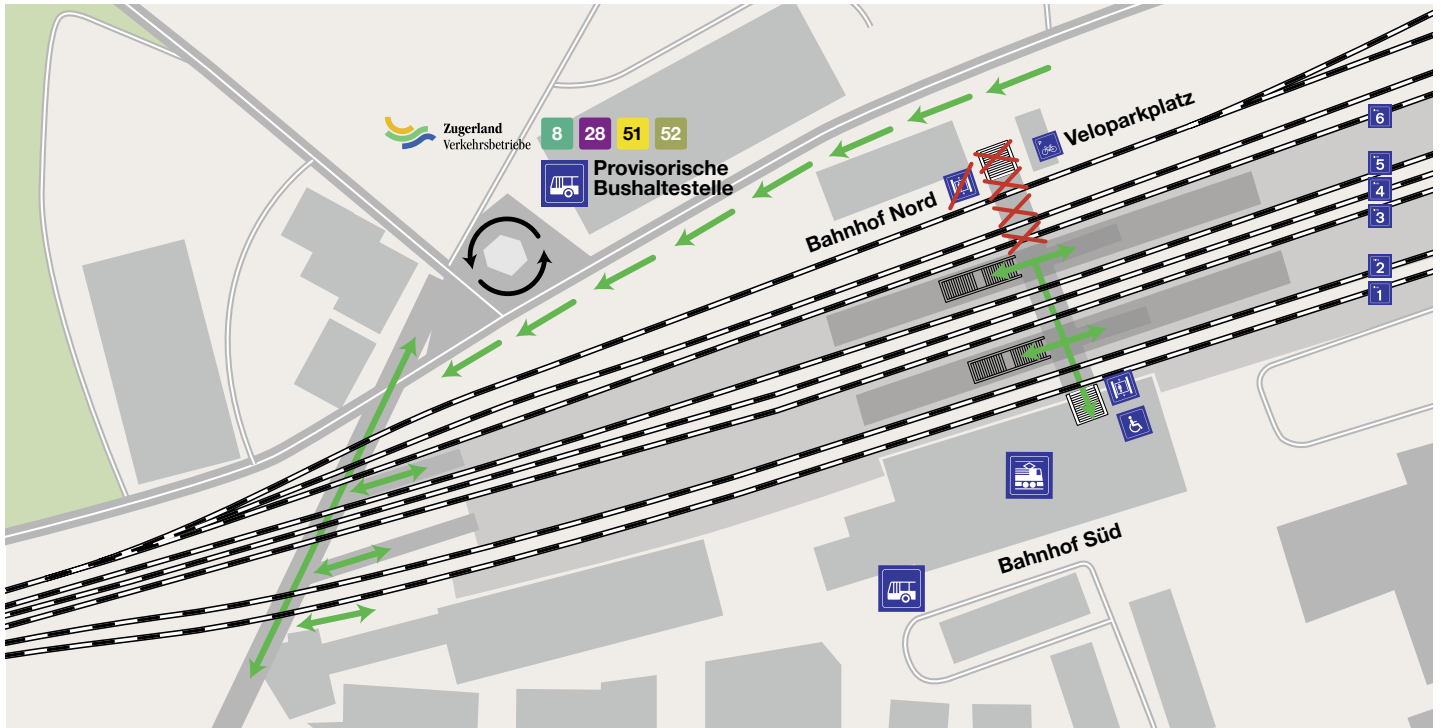 Zugerland
Verkehrsbetriebe
8 28 51 52
Provisorische
Bushaltestelle
P
Veloparkplatz
Bahnhof Nord
6
5
4
3
2
1
Bahnhof Süd